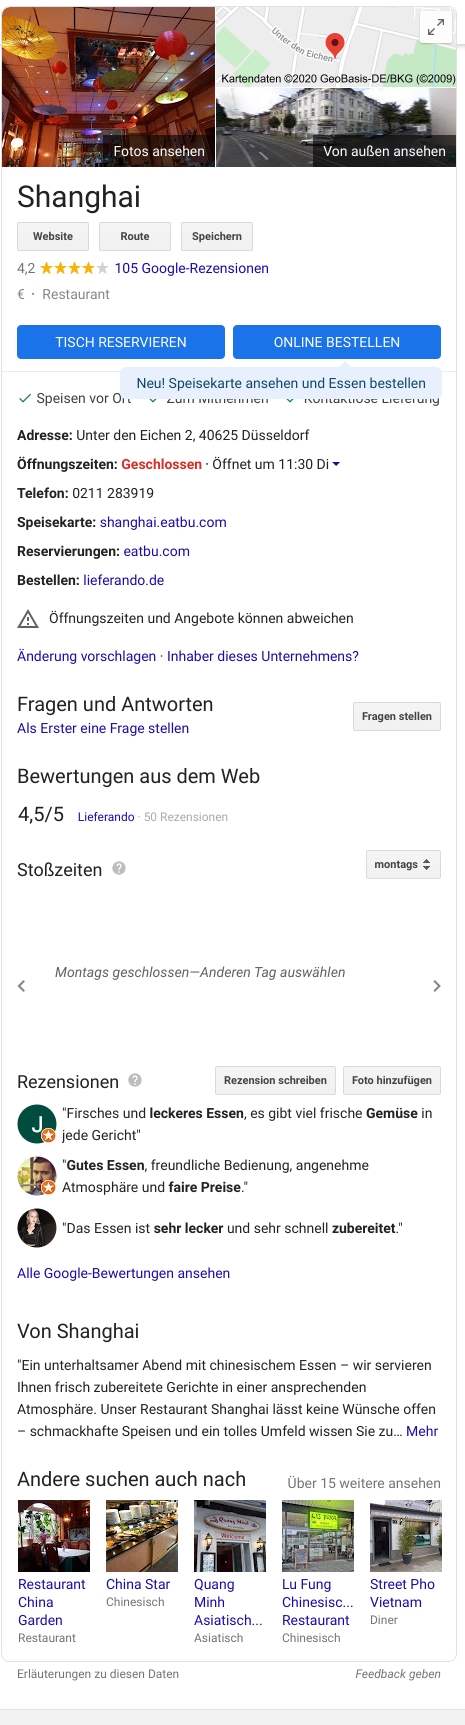 Unter den Eichen
Kartendaten ©2020 GeoBasis-DE/BKG (©2009)
Fotos ansehen
Von außen ansehen
Shanghai
Website
Route
Speichern
4,2 105 Google-Rezensionen
€ · Restaurant
TISCH RESERVIEREN
ONLINE BESTELLEN
Neu! Speisekarte ansehen und Essen bestellen
Speisen vor Ort Zum Mitnehmen Kontaktlose Lieferung
Adresse: Unter den Eichen 2, 40625 Düsseldorf
Öffnungszeiten: Geschlossen · Öffnet um 11:30 Di
Telefon: 0211 283919
Speisekarte: shanghai.eatbu.com
Reservierungen: eatbu.com
Bestellen: lieferando.de
Öffnungszeiten und Angebote können abweichen
Änderung vorschlagen · Inhaber dieses Unternehmens?
Fragen und Antworten
Als Erster eine Frage stellen
Fragen stellen
Bewertungen aus dem Web
4,5/5 Lieferando · 50 Rezensionen
Stoßzeiten ?
montags
Montags geschlossen—Anderen Tag auswählen
Rezensionen ?
Rezension schreiben
Foto hinzufügen
J
"Firsches und leckeres Essen, es gibt viel frische Gemüse in
jede Gericht"
"Gutes Essen, freundliche Bedienung, angenehme
Atmosphäre und faire Preise."
"Das Essen ist sehr lecker und sehr schnell zubereitet."
Alle Google-Bewertungen ansehen
Von Shanghai
"Ein unterhaltsamer Abend mit chinesischem Essen – wir servieren
Ihnen frisch zubereitete Gerichte in einer ansprechenden
Atmosphäre. Unser Restaurant Shanghai lässt keine Wünsche offen
– schmackhafte Speisen und ein tolles Umfeld wissen Sie zu… Mehr
Andere suchen auch nach
Über 15 weitere ansehen
Quang Minh
Welcome
LU FUNG
Restaurant
China
Garden
Restaurant
China Star
Chinesisch
Quang
Minh
Asiatisch...
Asiatisch
Lu Fung
Chinesisc...
Restaurant
Chinesisch
Street Pho
Vietnam
Diner
Erläuterungen zu diesen Daten
Feedback geben